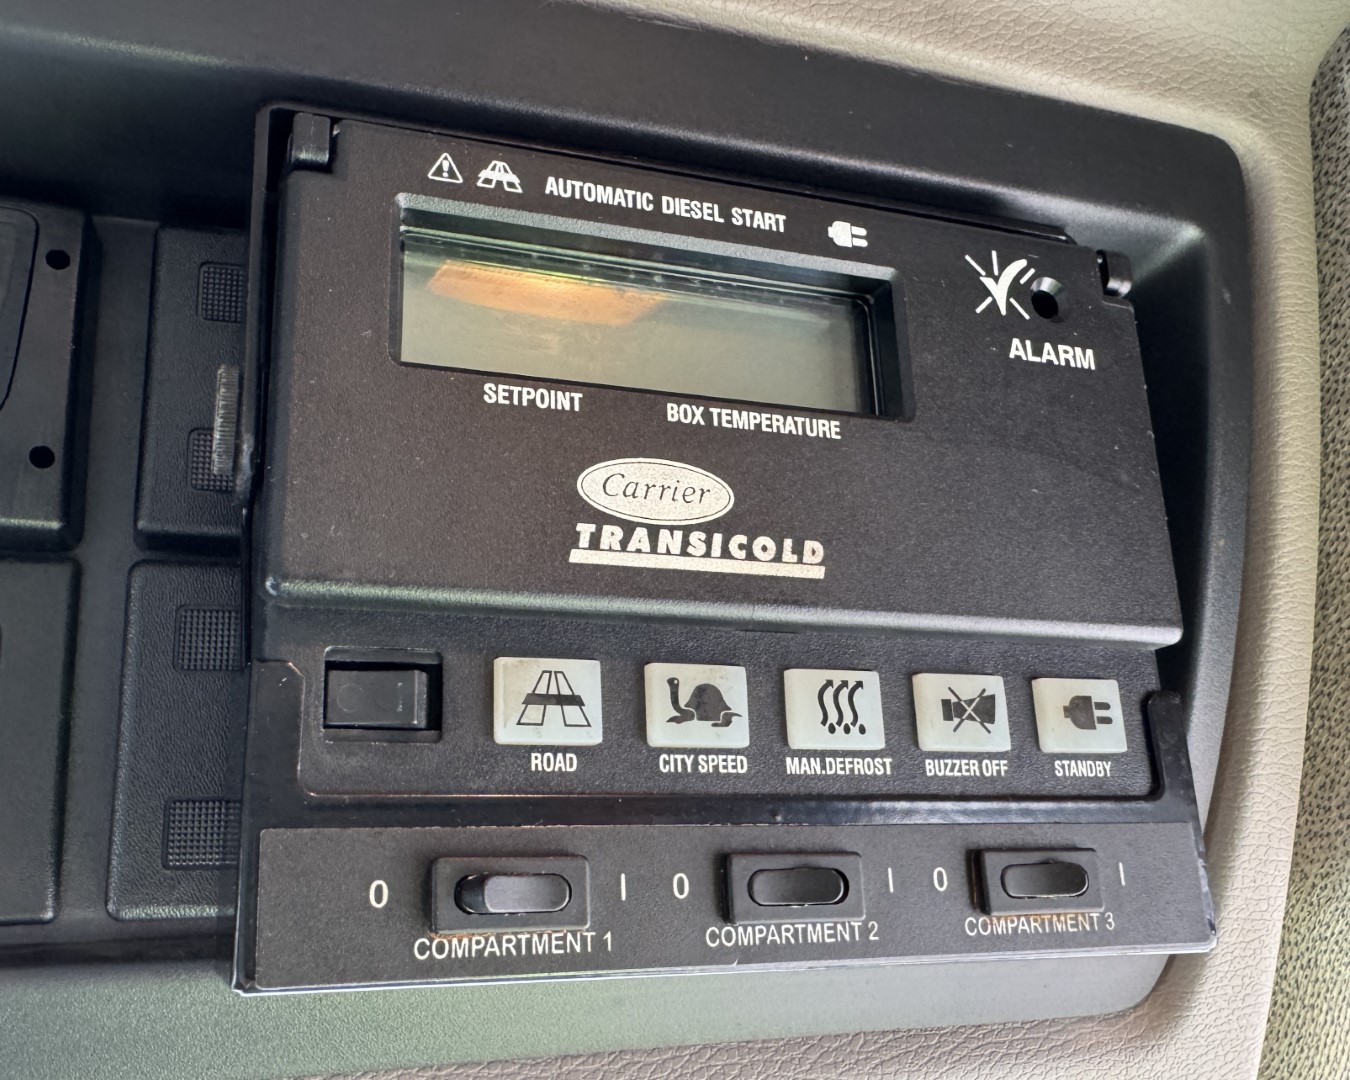 AUTOMATIC DIESEL START
ALARM
SETPOINT BOX TEMPERATURE
Carrier
TRANSICOLD
ROAD CITY SPEED MAN.DEFROST BUZZER OFF STANDBY
0 I 0 I 0 I
COMPARTMENT 1 COMPARTMENT 2 COMPARTMENT 3